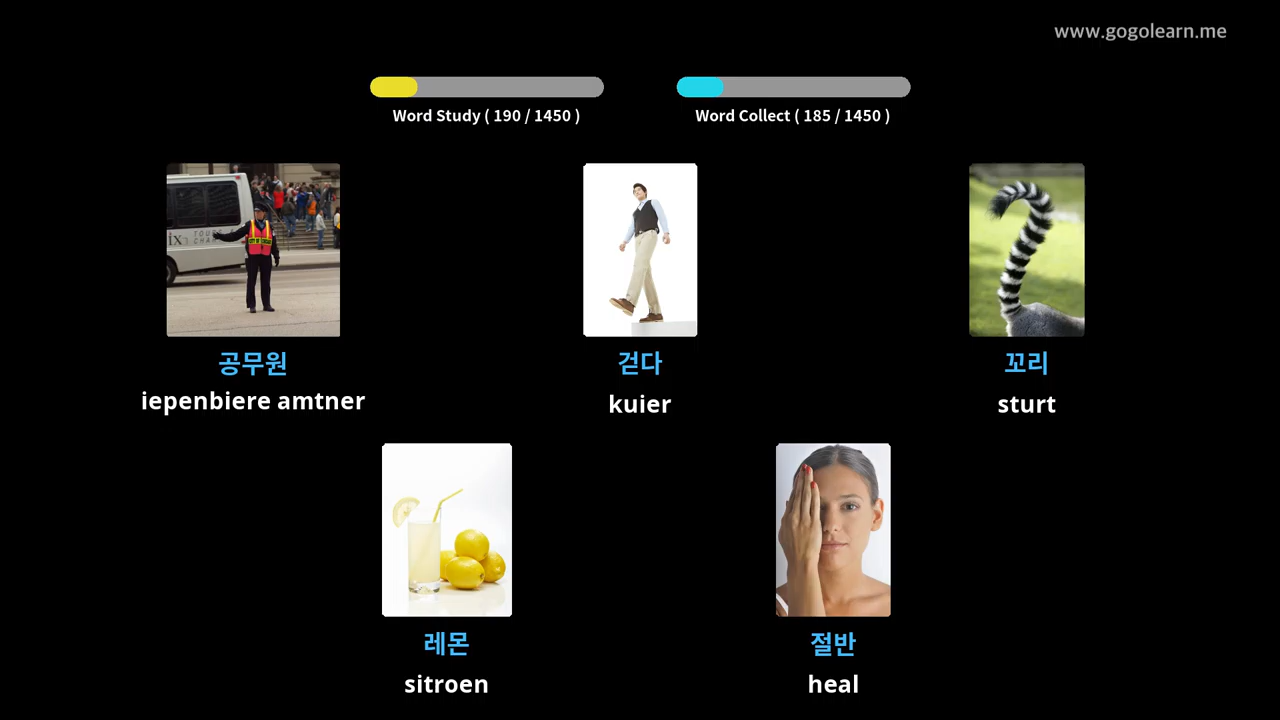 www.gogolearn.me
Word Study ( 190 / 1450 )
Word Collect ( 185 / 1450 )
공무원
iepenbiere amtner
걷다
kuier
꼬리
sturt
레몬
sitroen
절반
heal